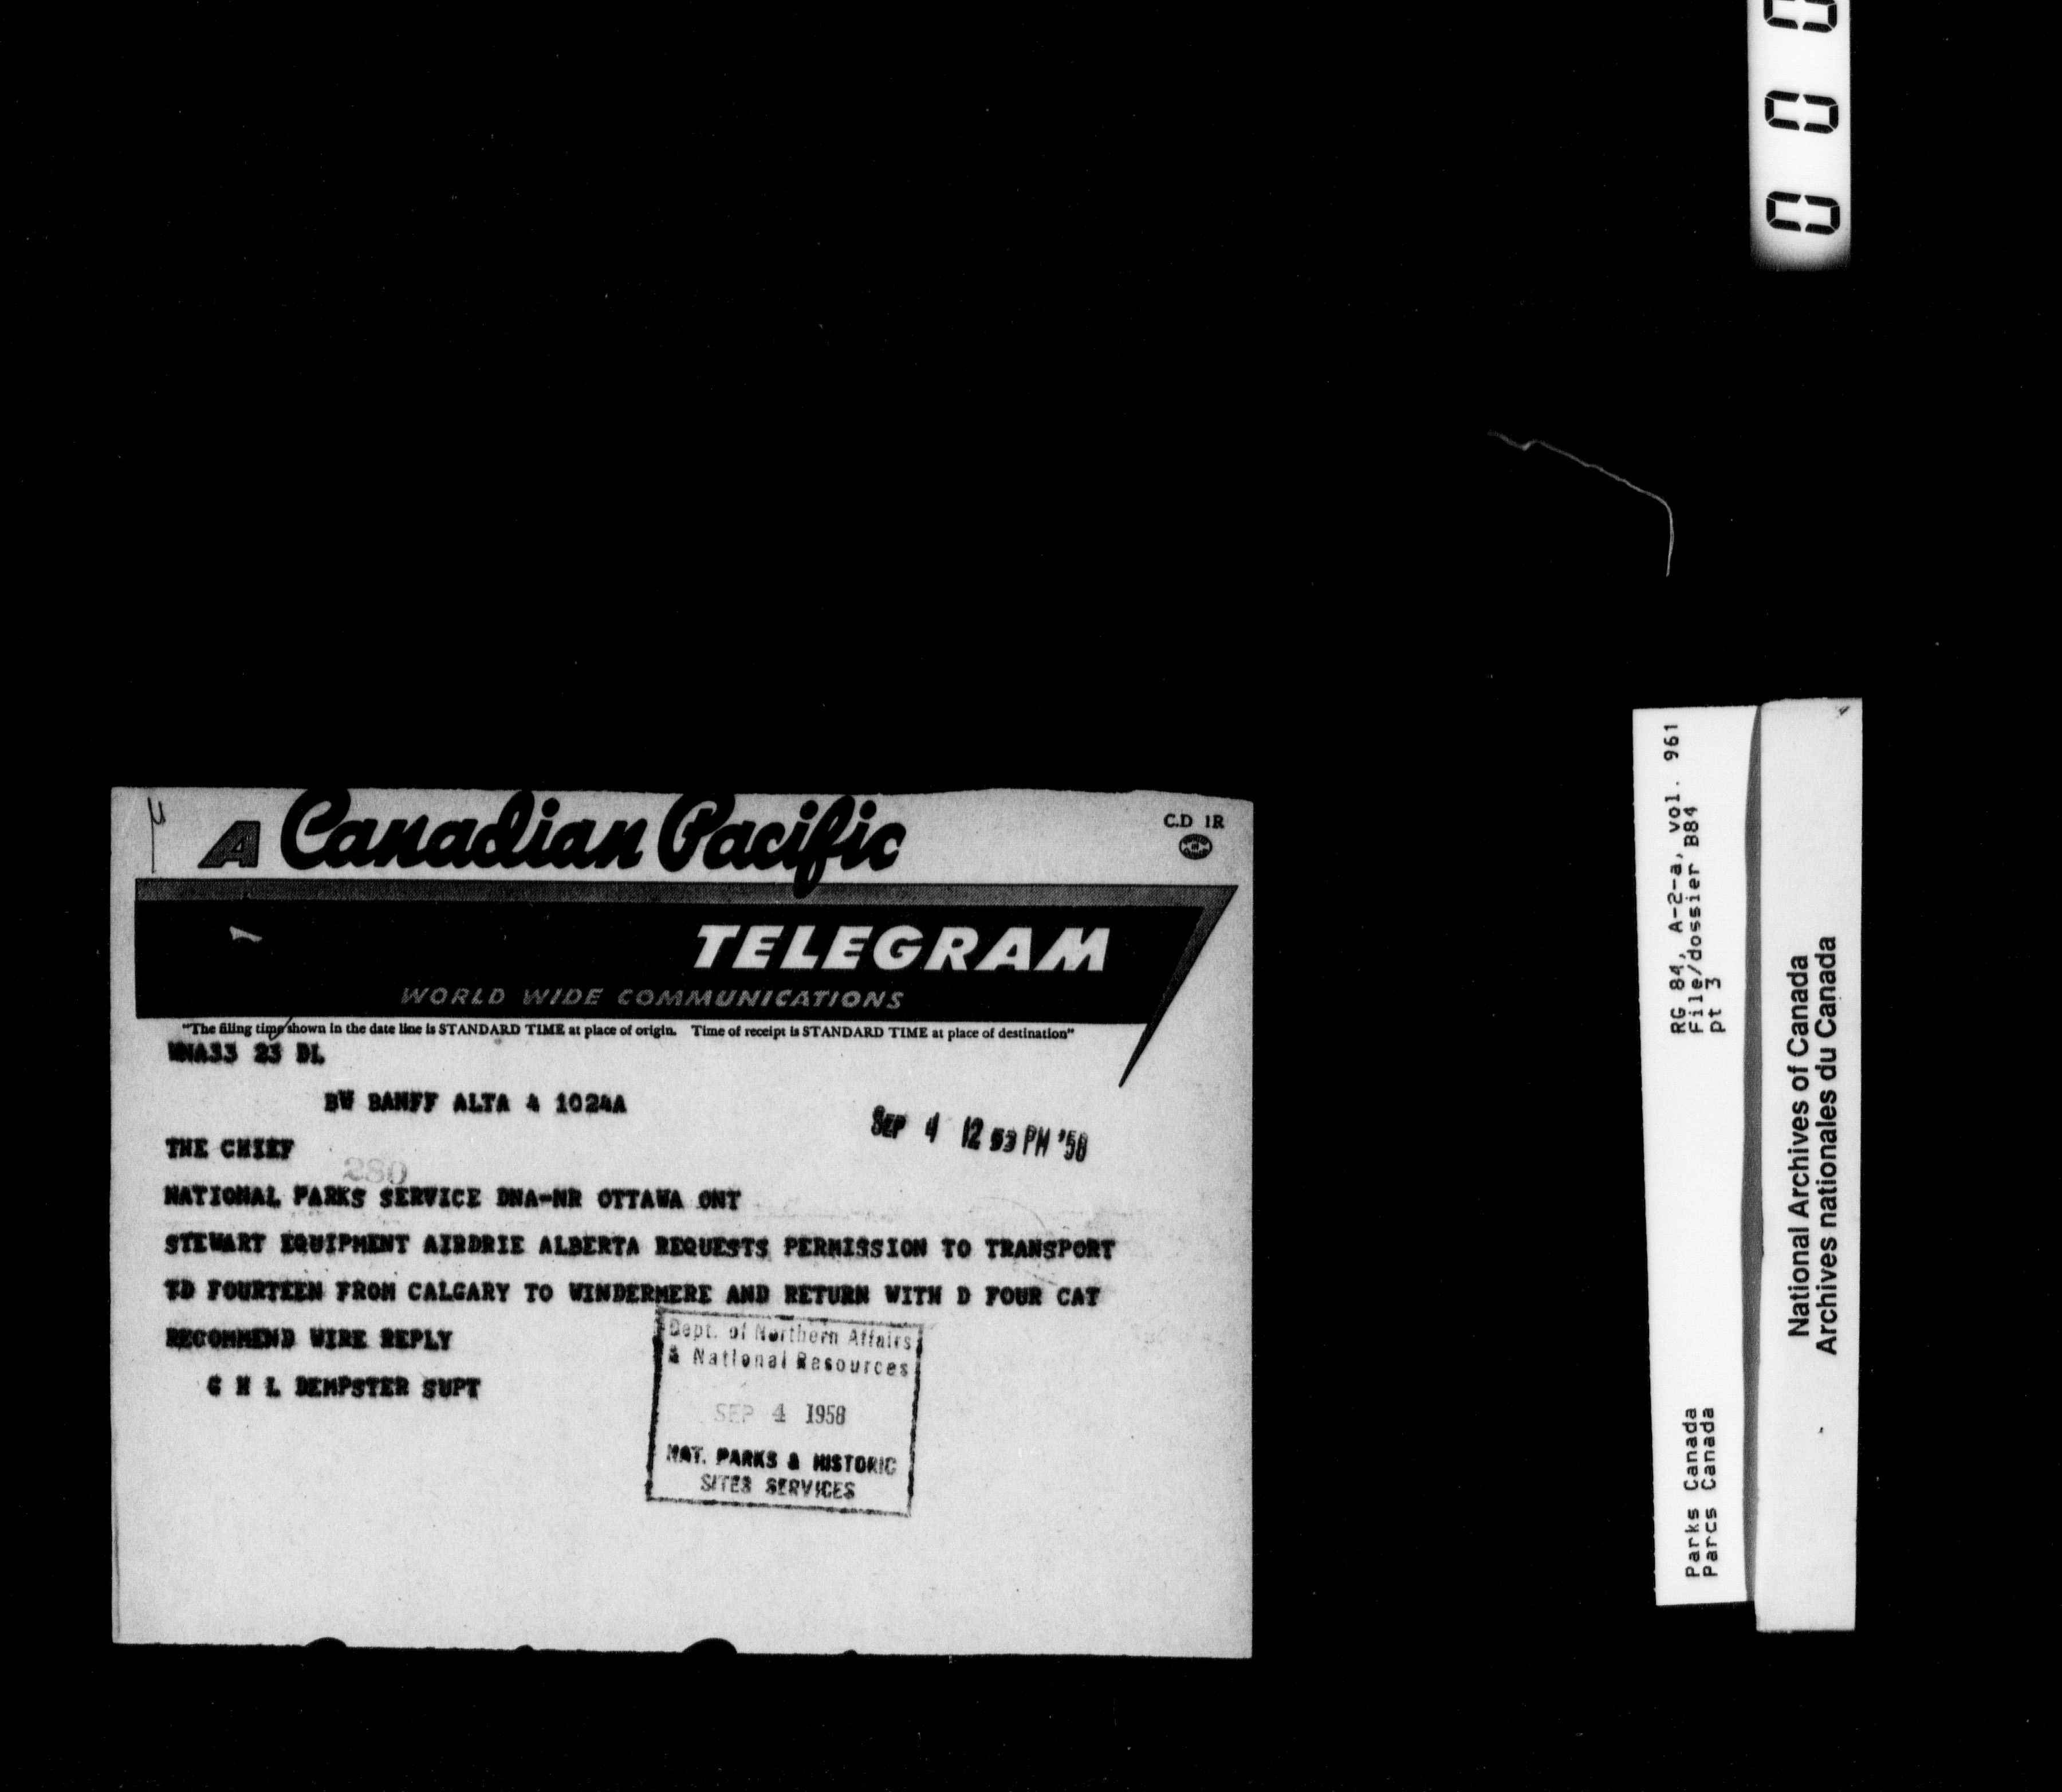 0 0 0
A Canadian Pacific
C.D 1R
TELEGRAM
WORLD WIDE COMMUNICATIONS
"The filing time shown in the date line is STANDARD TIME at place of origin. Time of receipt is STANDARD TIME at place of destination"
WNA33 23 DL
BW BANFF ALTA 4 1024A
SEP 4 12 53 PM '58
THE CHIEF
280
NATIONAL PARKS SERVICE DNA-NR OTTAWA ONT
STEWART EQUIPMENT AIRDRIE ALBERTA REQUESTS PERMISSION TO TRANSPORT
TD FOURTEEN FROM CALGARY TO WINDERMERE AND RETURN WITH D FOUR CAT
RECOMMEND WIRE REPLY
G H L DEMPSTER SUPT
Dept. of Northern Affairs
& National Resources
SEP 4 1958
NAT. PARKS & HISTORIC
SITES SERVICES
RG 84, A-2-a, vol. 961
File/dossier B84
pt 3
Parks Canada
Parcs Canada
National Archives of Canada
Archives nationales du Canada